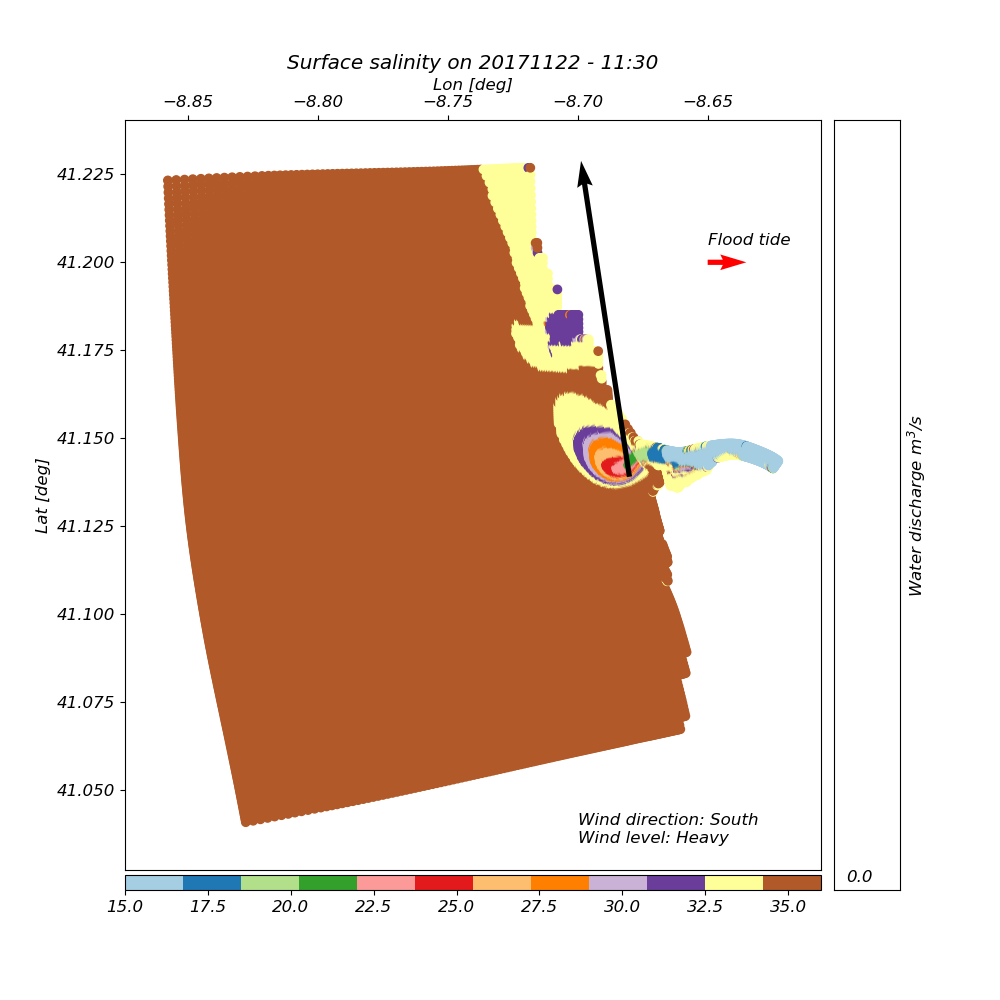 Surface salinity on 20171122 - 11:30
Lon [deg]
−8.85 −8.80 −8.75 −8.70 −8.65
41.225
41.200
41.175
41.150
41.125
41.100
41.075
41.050
Lat [deg]
Flood tide
Wind direction: South
Wind level: Heavy
15.0 17.5 20.0 22.5 25.0 27.5 30.0 32.5 35.0
0.0
Water discharge m³/s